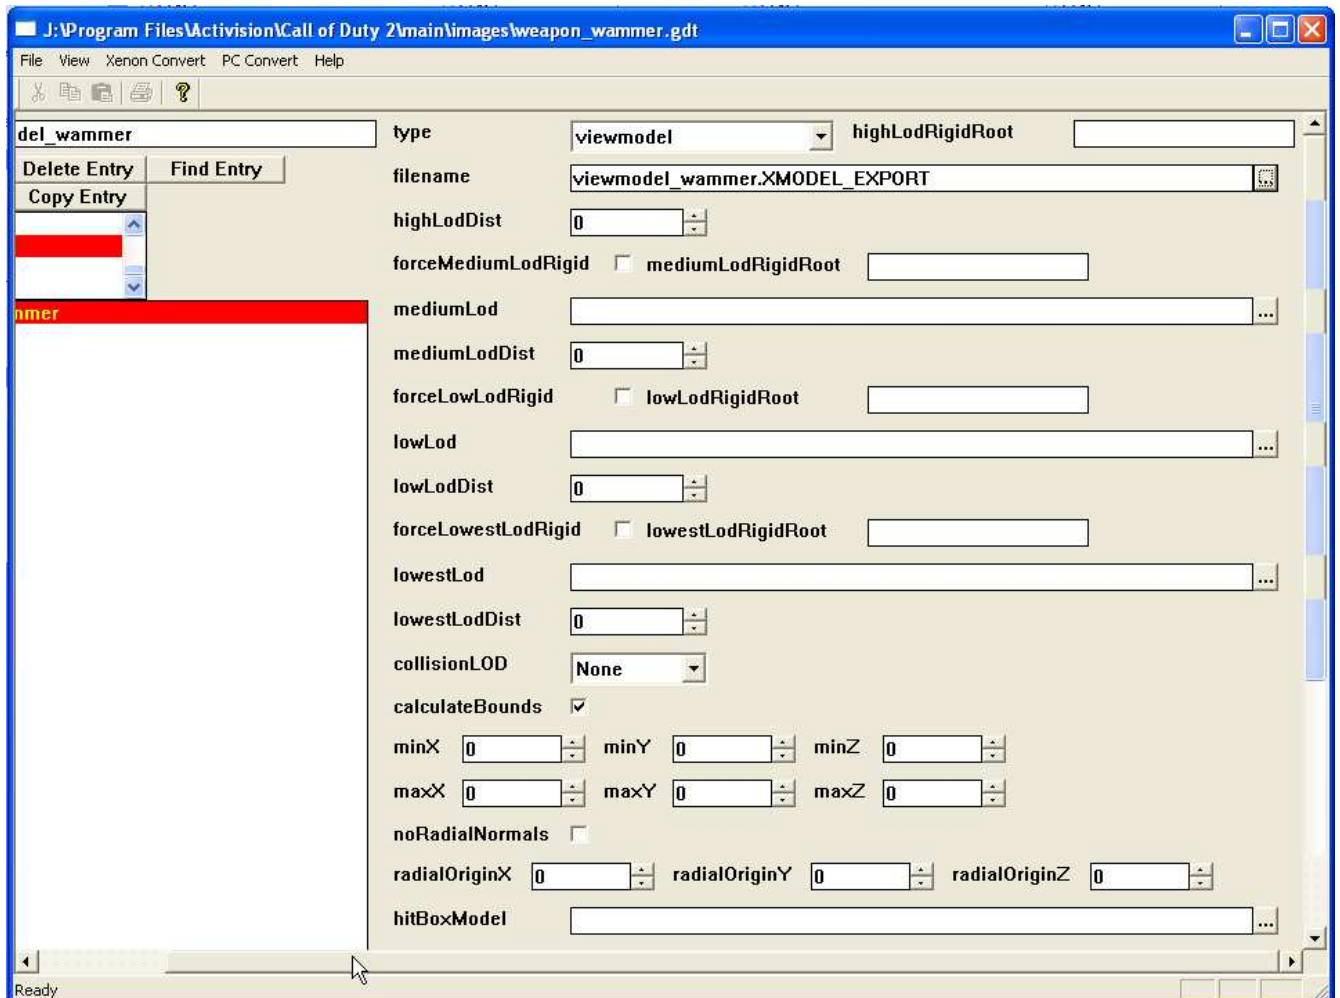 J:\Program Files\Activision\Call of Duty 2\main\images\weapon_wammer.gdt
File View Xenon Convert PC Convert Help
del_wammer
type viewmodel highLodRigidRoot
Delete Entry Find Entry
filename viewmodel_wammer.XMODEL_EXPORT ...
Copy Entry
highLodDist 0
forceMediumLodRigid mediumLodRigidRoot
nmer
mediumLod ...
mediumLodDist 0
forceLowLodRigid lowLodRigidRoot
lowLod ...
lowLodDist 0
forceLowestLodRigid lowestLodRigidRoot
lowestLod ...
lowestLodDist 0
collisionLOD None
calculateBounds
minX 0 minY 0 minZ 0
maxX 0 maxY 0 maxZ 0
noRadialNormals
radialOriginX 0 radialOriginY 0 radialOriginZ 0
hitBoxModel ...
Ready